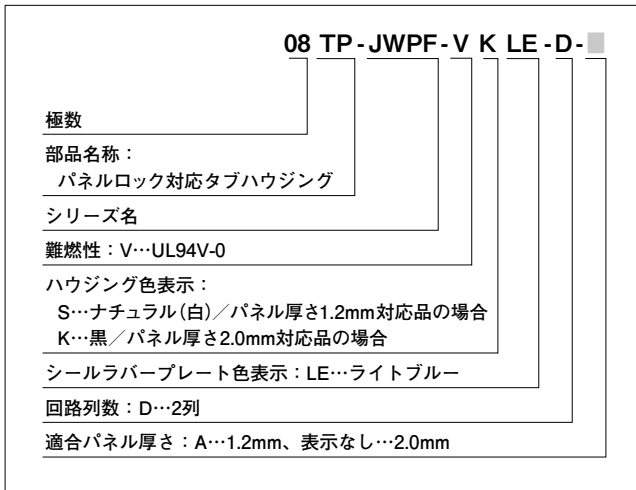 08 TP-JWPF-V K LE-D-
極数
部品名称：
パネルロック対応タブハウジング
シリーズ名
難燃性：V…UL94V-0
ハウジング色表示：
S…ナチュラル（白）／パネル厚さ1.2mm対応品の場合
K…黒／パネル厚さ2.0mm対応品の場合
シールラバープレート色表示：LE…ライトブルー
回路列数：D…2列
適合パネル厚さ：A…1.2mm、表示なし…2.0mm